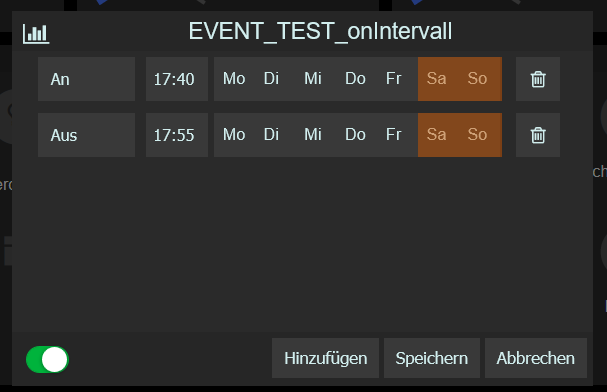 EVENT_TEST_onIntervall
An 17:40 Mo Di Mi Do Fr Sa So
Aus 17:55 Mo Di Mi Do Fr Sa So
Hinzufügen Speichern Abbrechen